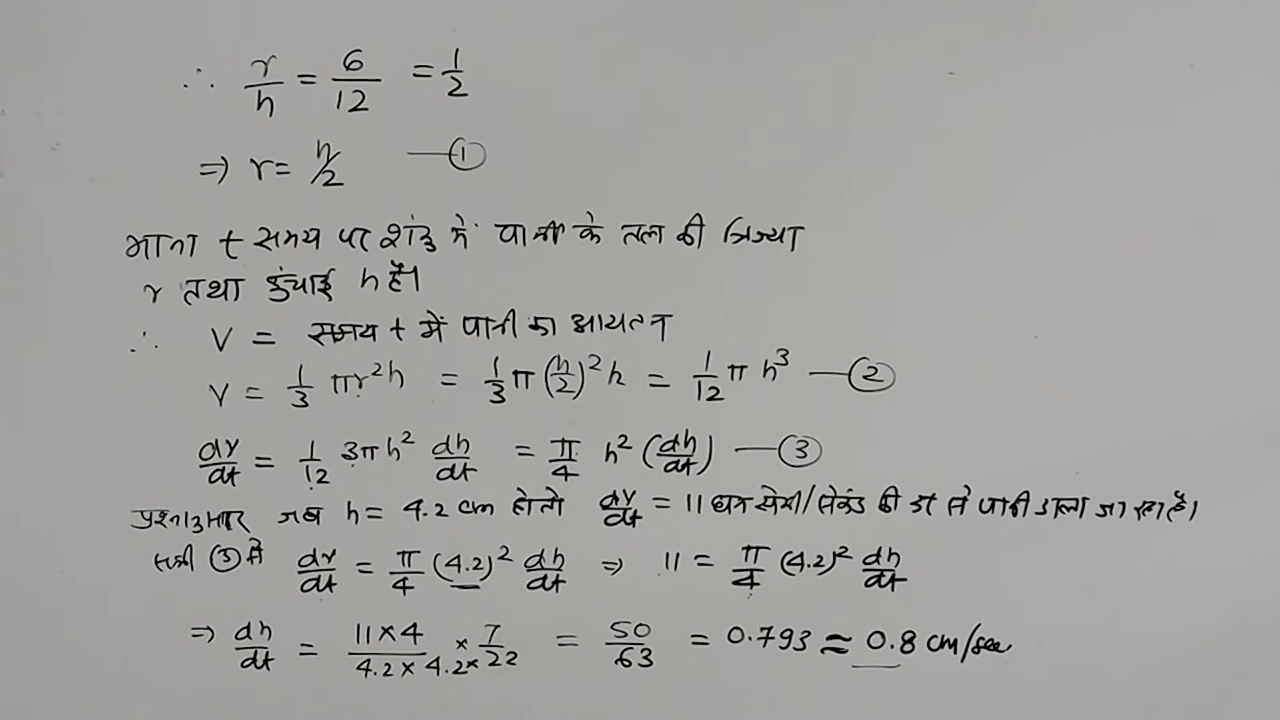 ∴ r/h = 6/12 = 1/2
⇒ r = h/2 —①
माना t समय पर शंकु में पानी के तल की त्रिज्या
r तथा ऊंचाई h है।
∴ V = समय t में पानी का आयतन
V = 1/3 πr²h = 1/3 π (h/2)² h = 1/12 π h³ —②
dv/dt = 1/12 3πh² dh/dt = π/4 h² (dh/dt) —③
प्रश्नानुसार जब h = 4.2 cm हो तो dv/dt = 11 घन सेमी/सेकंड की दर से पानी डाला जा रहा है।
समी ③ से dv/dt = π/4 (4.2)² dh/dt ⇒ 11 = π/4 (4.2)² dh/dt
⇒ dh/dt = 11×4/4.2×4.2 × 7/22 = 50/63 = 0.793 ≈ 0.8 cm/sec